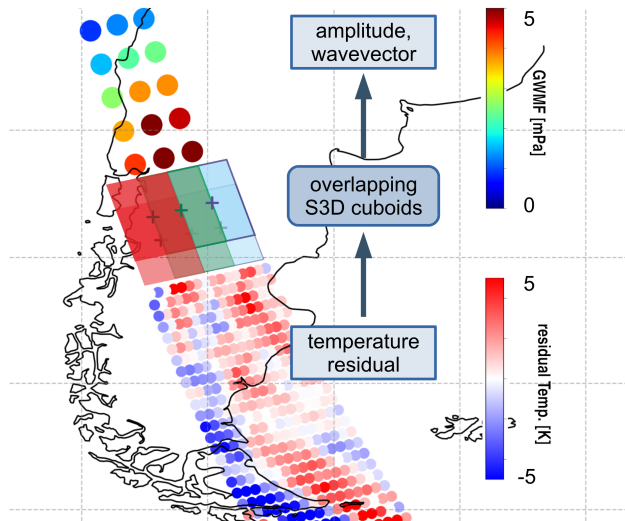 amplitude,
wavevector
5
GWMF [mPa]
0
overlapping
S3D cuboids
temperature
residual
5
residual Temp. [K]
-5